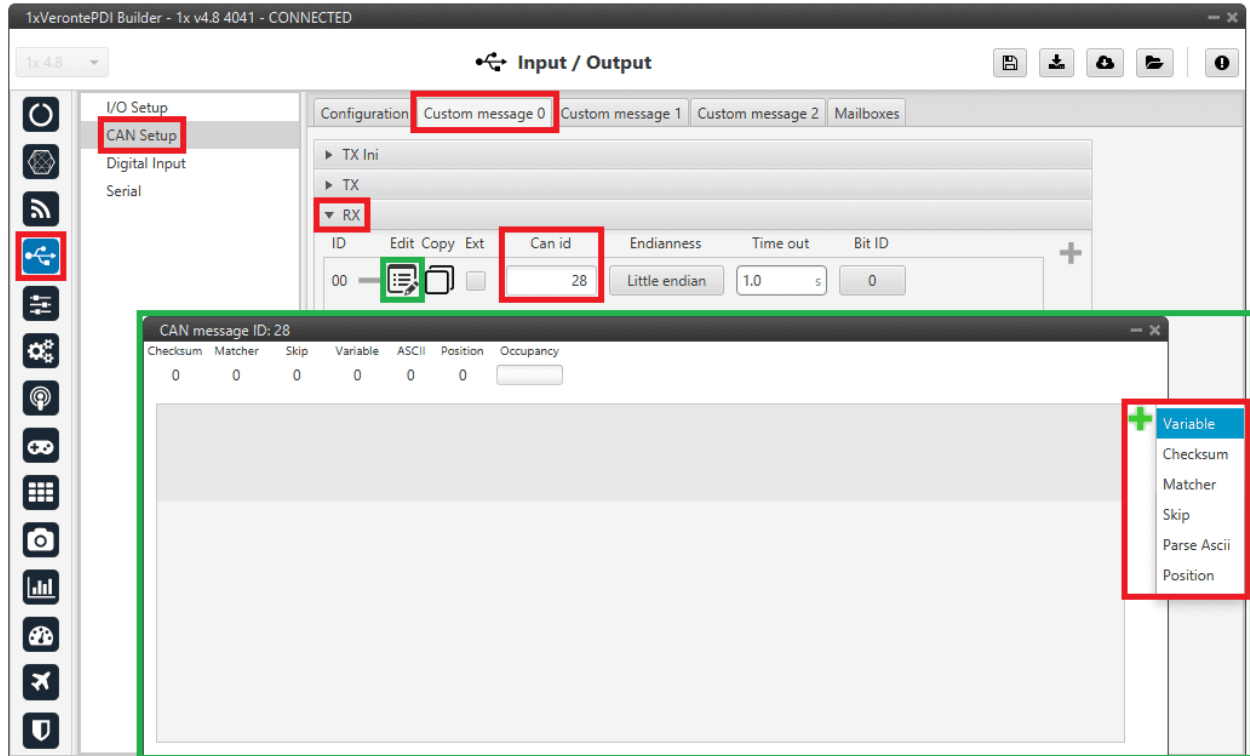 1xVerontePDI Builder - 1x v4.8 4041 - CONNECTED
1x 4.8
Input / Output
I/O Setup
CAN Setup
Digital Input
Serial
Configuration Custom message 0 Custom message 1 Custom message 2 Mailboxes
TX Ini
TX
RX
ID Edit Copy Ext Can id Endianness Time out Bit ID
00 28 Little endian 1.0 s 0
CAN message ID: 28
Checksum Matcher Skip Variable ASCII Position Occupancy
0 0 0 0 0 0
Variable
Checksum
Matcher
Skip
Parse Ascii
Position